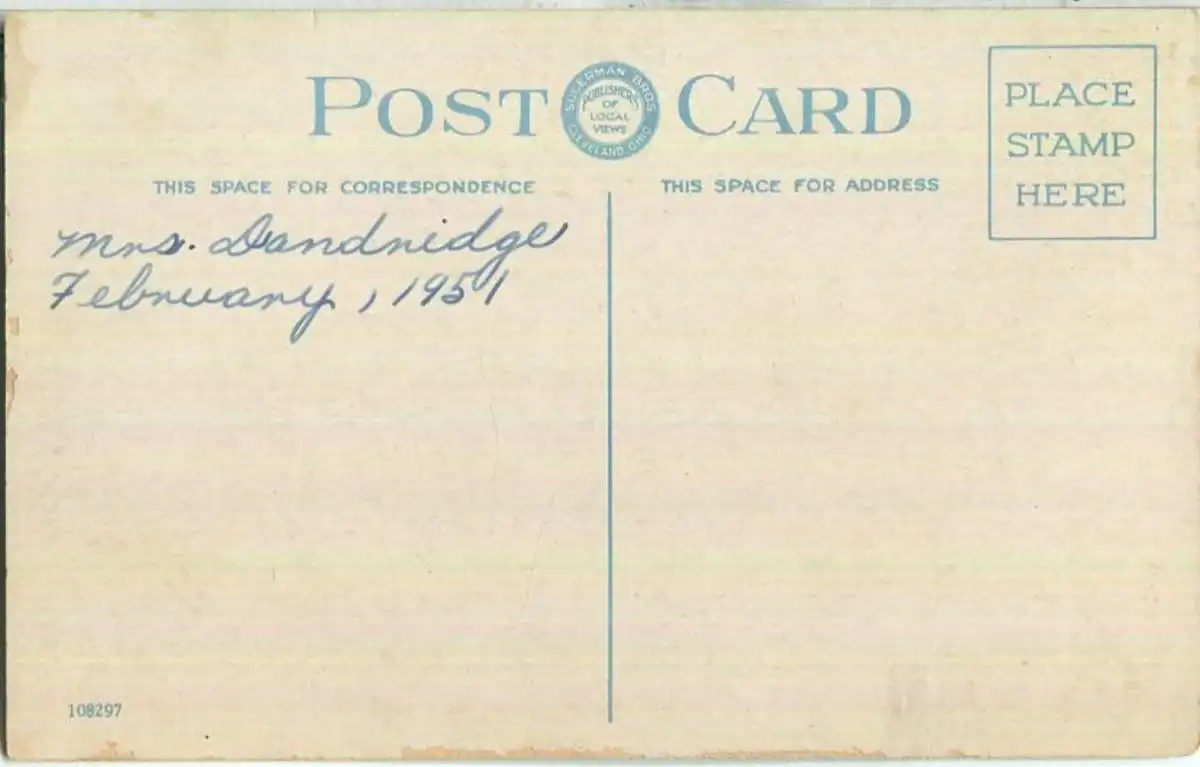 POST CARD
SUGERMAN BROS.
PUBLISHERS
OF
LOCAL
VIEWS
CLEVELAND, OHIO
PLACE
STAMP
HERE
THIS SPACE FOR CORRESPONDENCE
THIS SPACE FOR ADDRESS
Mrs. Dandridge
February, 1951
108297